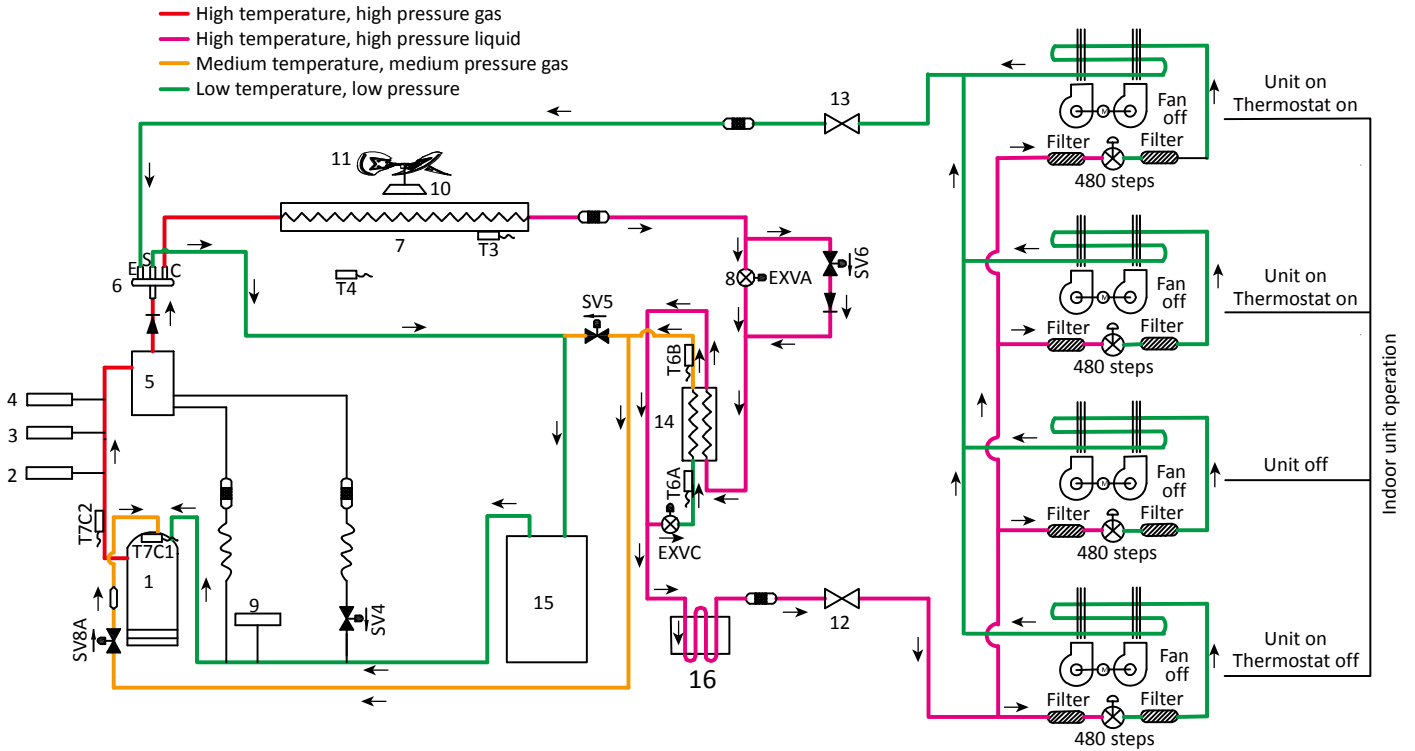 High temperature, high pressure gas
High temperature, high pressure liquid
Medium temperature, medium pressure gas
Low temperature, low pressure
13
11
10
7
T3
T4
E
S
C
6
8
EXVA
SV6
SV5
T6B
14
T6A
EXVC
5
4
3
2
T7C2
T7C1
1
9
SV4
SV8A
15
16
12
M
Fan
off
Filter
Filter
480 steps
Unit on
Thermostat on
M
Fan
off
Filter
Filter
480 steps
Unit on
Thermostat on
M
Fan
off
Filter
Filter
480 steps
Unit off
M
Fan
off
Filter
Filter
480 steps
Unit on
Thermostat off
Indoor unit operation